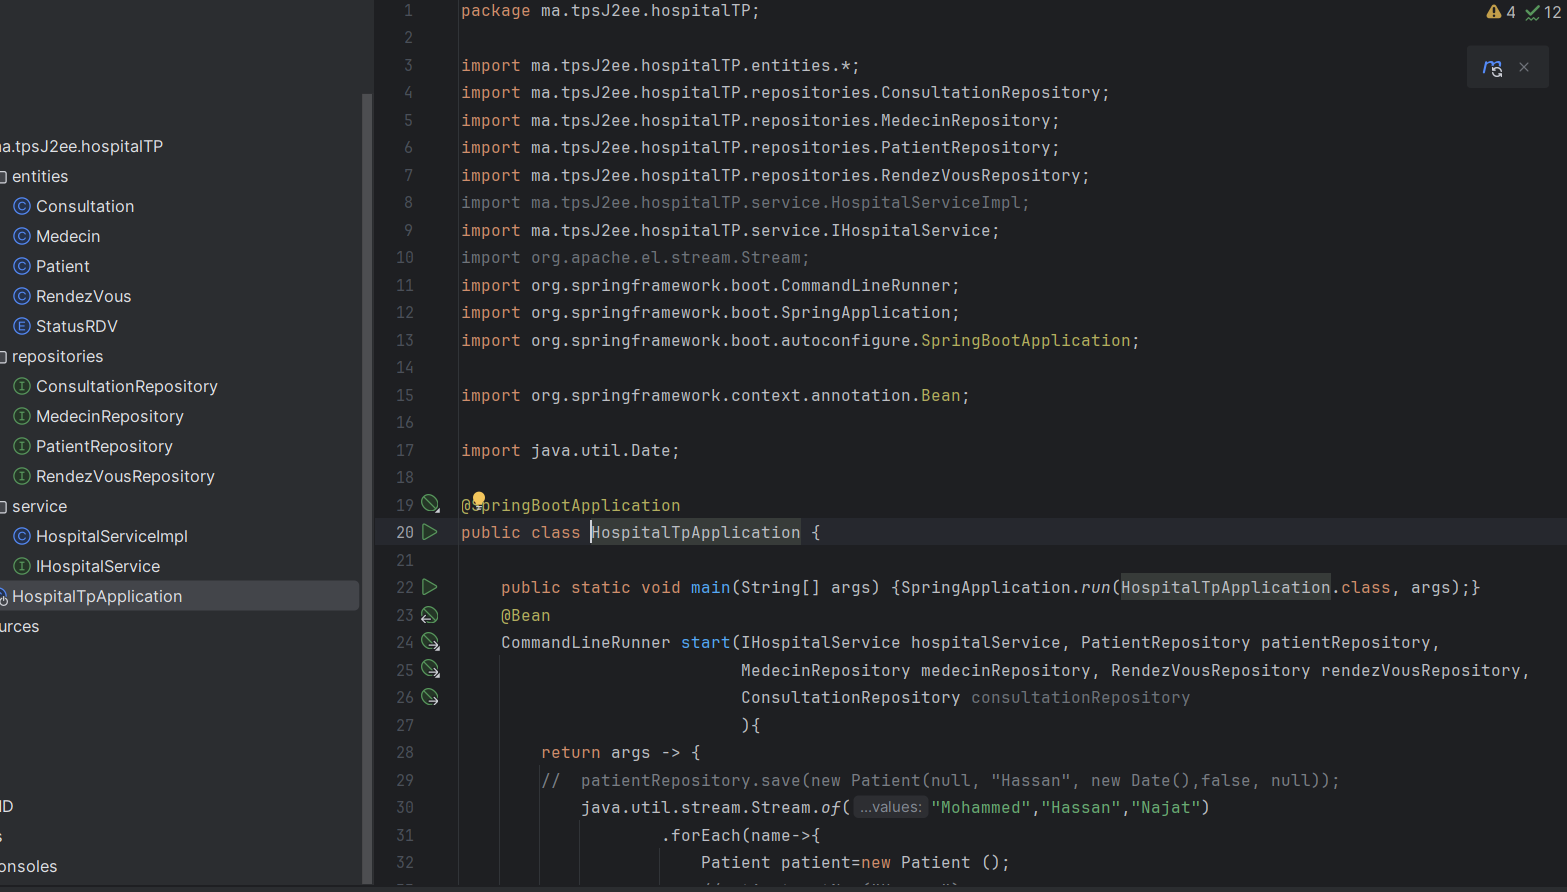 a.tpsJ2ee.hospitalTP
entities
Consultation
Medecin
Patient
RendezVous
StatusRDV
repositories
ConsultationRepository
MedecinRepository
PatientRepository
RendezVousRepository
service
HospitalServiceImpl
IHospitalService
HospitalTpApplication
urces
D
onsoles
4 12
1 package ma.tpsJ2ee.hospitalTP;
2
3 import ma.tpsJ2ee.hospitalTP.entities.*;
4 import ma.tpsJ2ee.hospitalTP.repositories.ConsultationRepository;
5 import ma.tpsJ2ee.hospitalTP.repositories.MedecinRepository;
6 import ma.tpsJ2ee.hospitalTP.repositories.PatientRepository;
7 import ma.tpsJ2ee.hospitalTP.repositories.RendezVousRepository;
8 import ma.tpsJ2ee.hospitalTP.service.HospitalServiceImpl;
9 import ma.tpsJ2ee.hospitalTP.service.IHospitalService;
10 import org.apache.el.stream.Stream;
11 import org.springframework.boot.CommandLineRunner;
12 import org.springframework.boot.SpringApplication;
13 import org.springframework.boot.autoconfigure.SpringBootApplication;
14
15 import org.springframework.context.annotation.Bean;
16
17 import java.util.Date;
18
19 @SpringBootApplication
20 public class HospitalTpApplication {
21
22 public static void main(String[] args) {SpringApplication.run(HospitalTpApplication.class, args);}
23 @Bean
24 CommandLineRunner start(IHospitalService hospitalService, PatientRepository patientRepository,
25 MedecinRepository medecinRepository, RendezVousRepository rendezVousRepository,
26 ConsultationRepository consultationRepository
27 ){
28 return args -> {
29 // patientRepository.save(new Patient(null, "Hassan", new Date(),false, null));
30 java.util.stream.Stream.of( ...values: "Mohammed","Hassan","Najat")
31 .forEach(name->{
32 Patient patient=new Patient ();